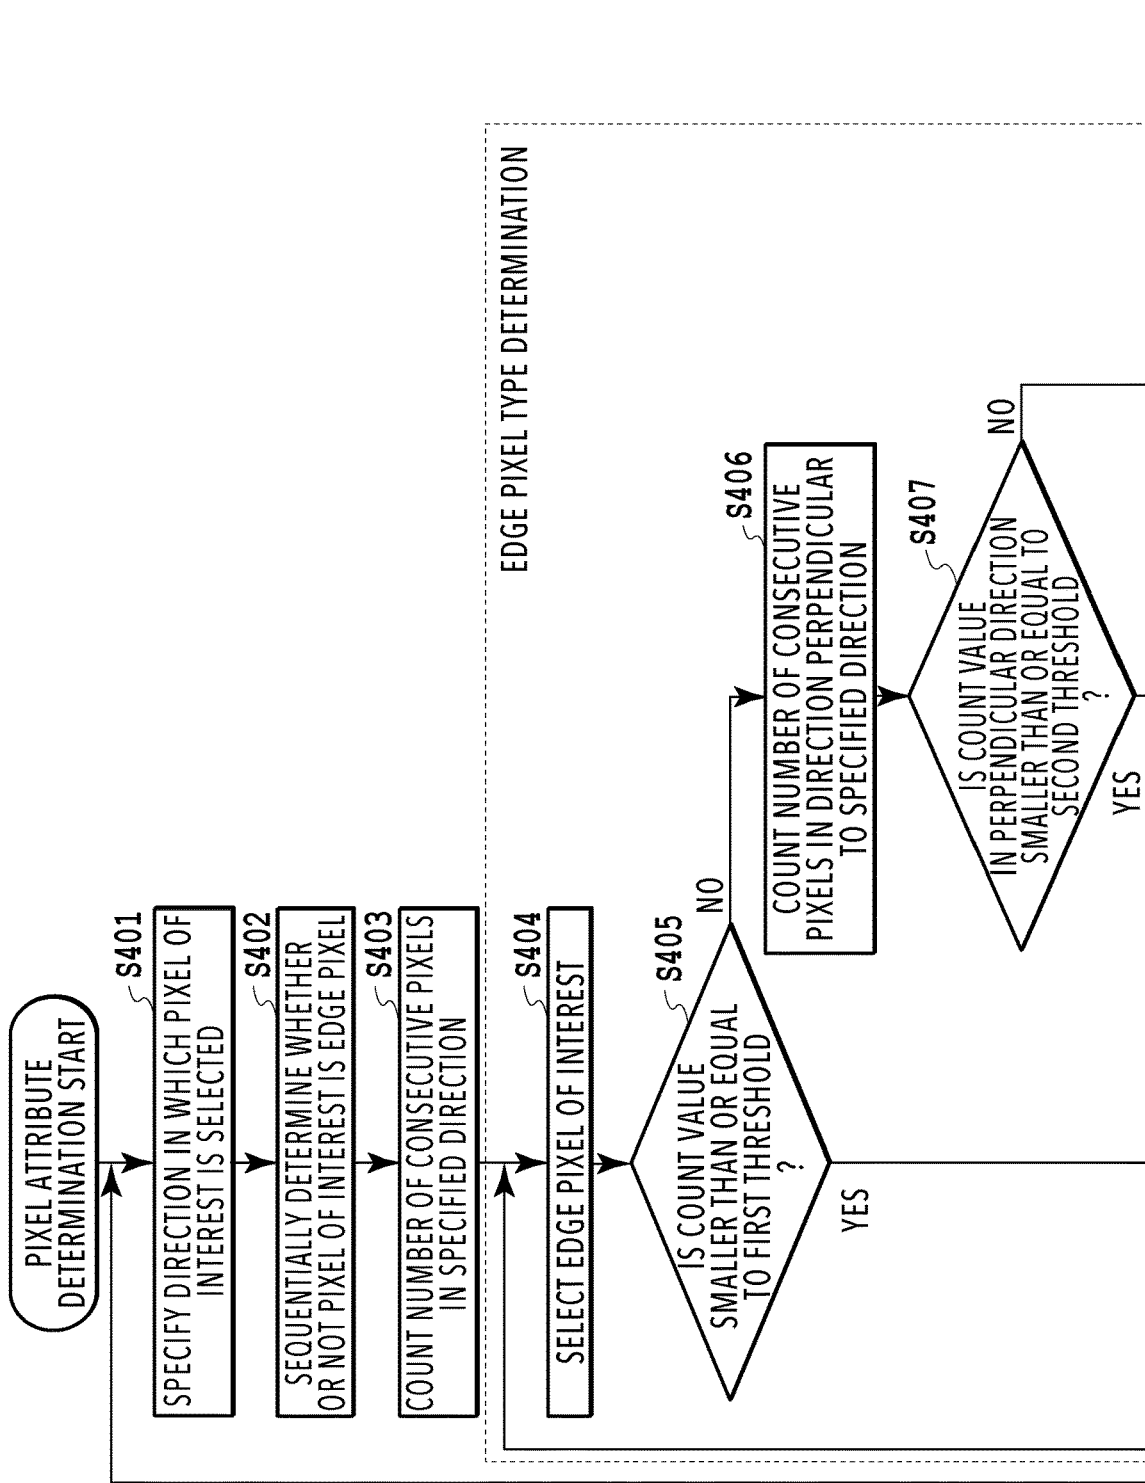 PIXEL ATTRIBUTE
DETERMINATION START
S401
SPECIFY DIRECTION IN WHICH PIXEL OF
INTEREST IS SELECTED
S402
SEQUENTIALLY DETERMINE WHETHER
OR NOT PIXEL OF INTEREST IS EDGE PIXEL
S403
COUNT NUMBER OF CONSECUTIVE PIXELS
IN SPECIFIED DIRECTION
EDGE PIXEL TYPE DETERMINATION
S404
SELECT EDGE PIXEL OF INTEREST
S405
IS COUNT VALUE
SMALLER THAN OR EQUAL
TO FIRST THRESHOLD
?
NO
YES
S406
COUNT NUMBER OF CONSECUTIVE
PIXELS IN DIRECTION PERPENDICULAR
TO SPECIFIED DIRECTION
S407
IS COUNT VALUE
IN PERPENDICULAR DIRECTION
SMALLER THAN OR EQUAL TO
SECOND THRESHOLD
?
NO
YES